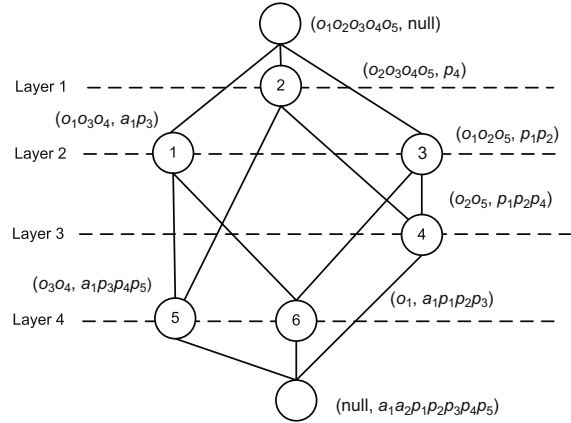 (o₁o₂o₃o₄o₅, null)
Layer 1
2
(o₂o₃o₄o₅, p₄)
(o₁o₃o₄, a₁p₃)
Layer 2
1
3
(o₁o₂o₅, p₁p₂)
(o₂o₅, p₁p₂p₄)
Layer 3
4
(o₃o₄, a₁p₃p₄p₅)
(o₁, a₁p₁p₂p₃)
Layer 4
5
6
(null, a₁a₂p₁p₂p₃p₄p₅)